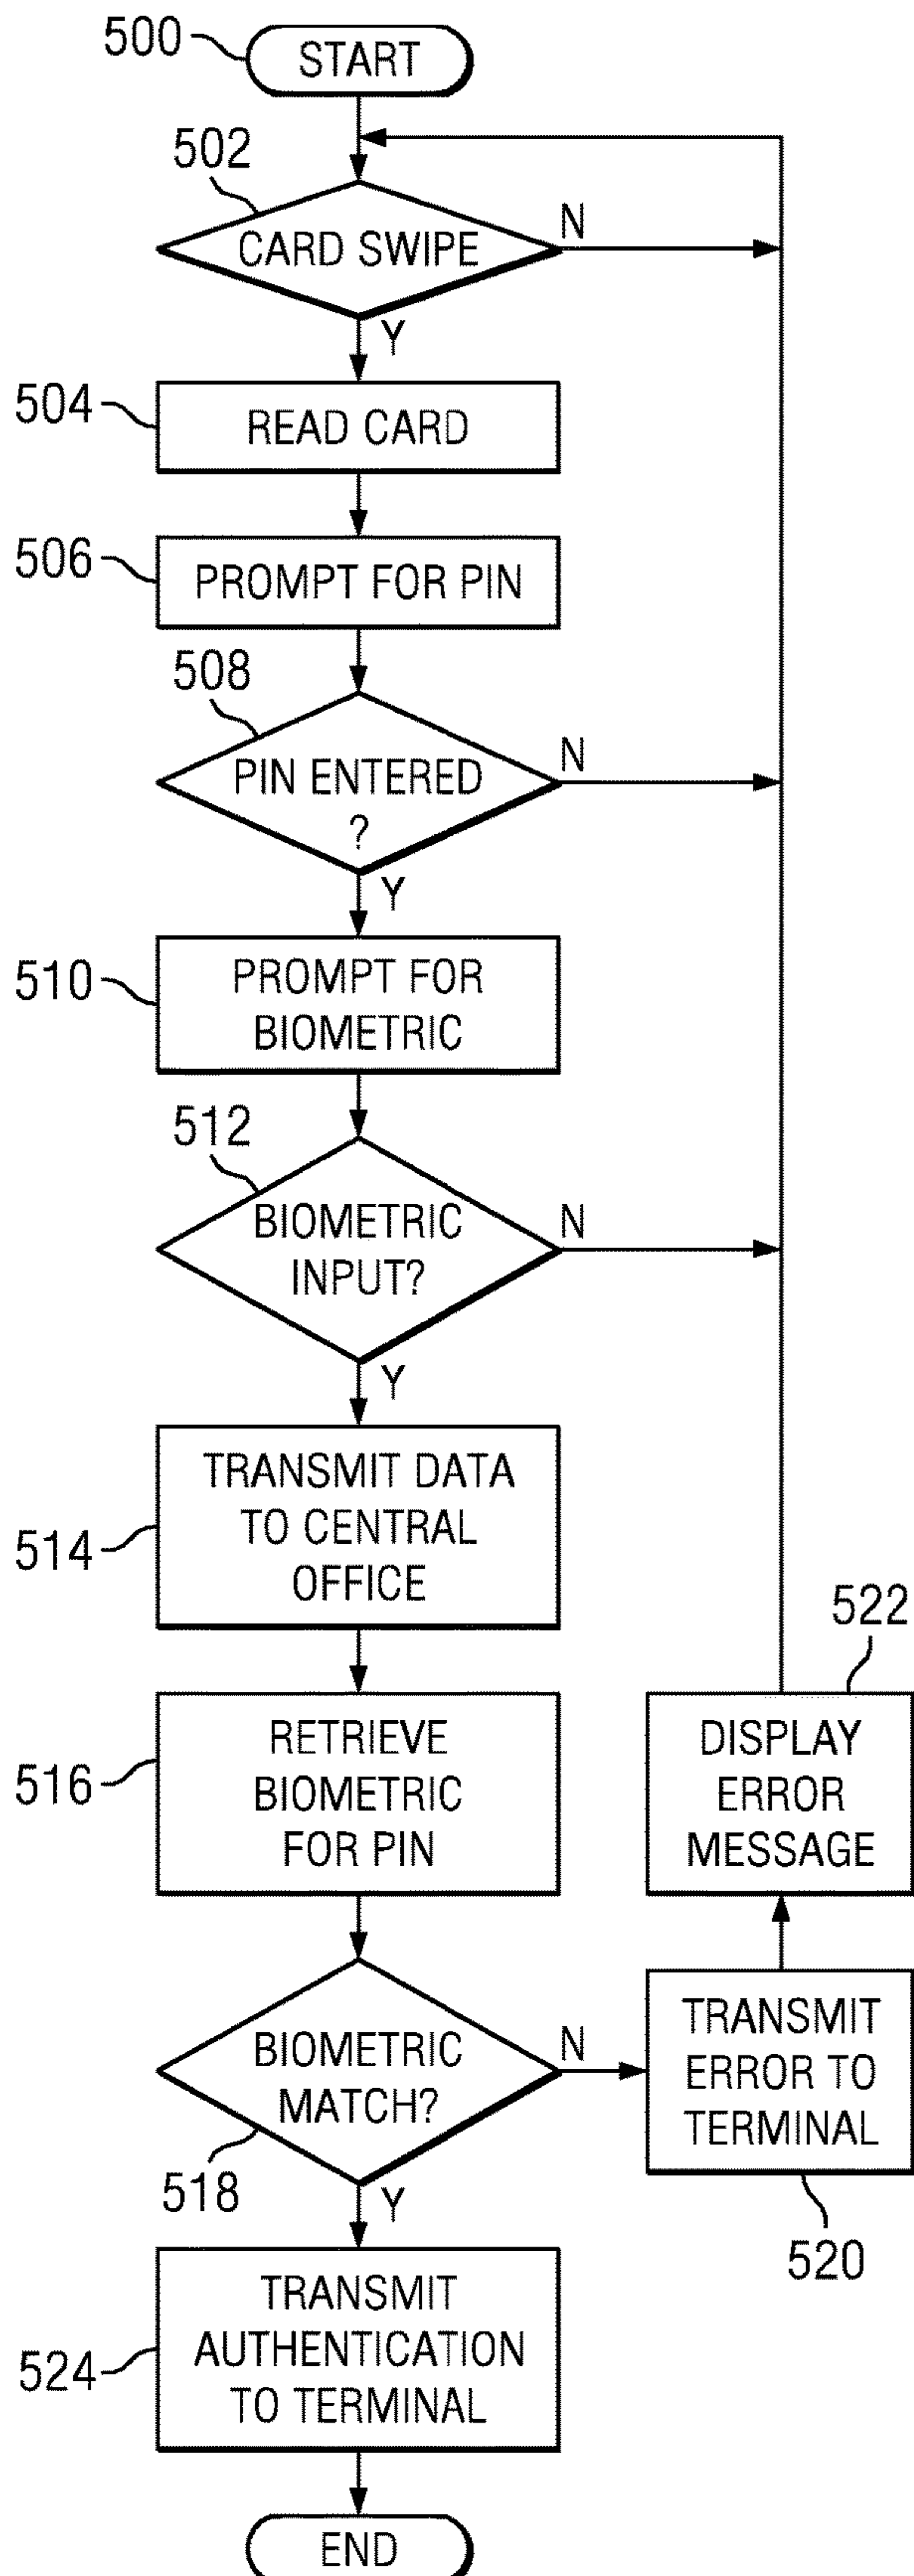 500
START
502
CARD SWIPE
N
Y
504
READ CARD
506
PROMPT FOR PIN
508
PIN ENTERED
?
N
Y
510
PROMPT FOR
BIOMETRIC
512
BIOMETRIC
INPUT?
N
Y
514
TRANSMIT DATA
TO CENTRAL
OFFICE
516
RETRIEVE
BIOMETRIC
FOR PIN
522
DISPLAY
ERROR
MESSAGE
518
BIOMETRIC
MATCH?
N
Y
TRANSMIT
ERROR TO
TERMINAL
520
524
TRANSMIT
AUTHENTICATION
TO TERMINAL
END